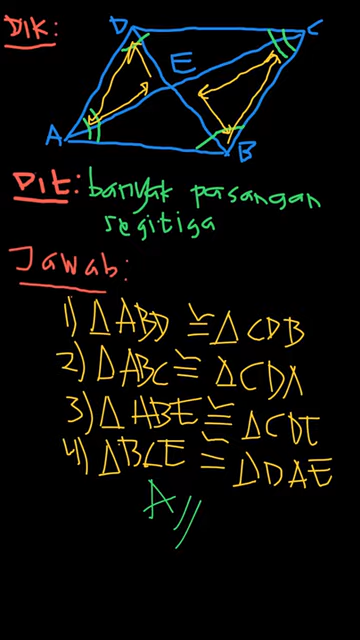 DIK:
D C
E
A B
DIT: banyak pasangan
segitiga
Jawab:
1) Δ ABD ≅ Δ CDB
2) Δ ABC ≅ Δ CDA
3) Δ ABE ≅ Δ CDE
4) Δ BCE ≅ Δ DAE
A //